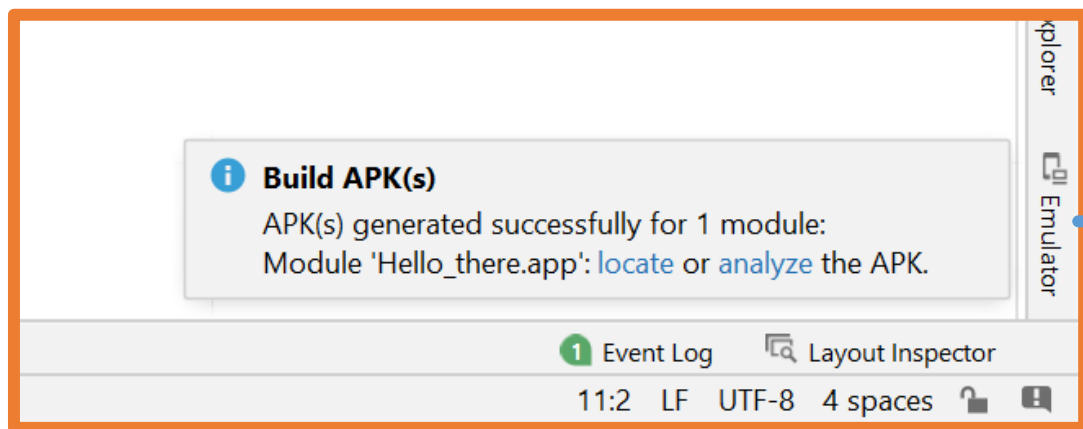 xplorer
Build APK(s)
APK(s) generated successfully for 1 module:
Module 'Hello_there.app': locate or analyze the APK.
Emulator
1 Event Log Layout Inspector
11:2 LF UTF-8 4 spaces